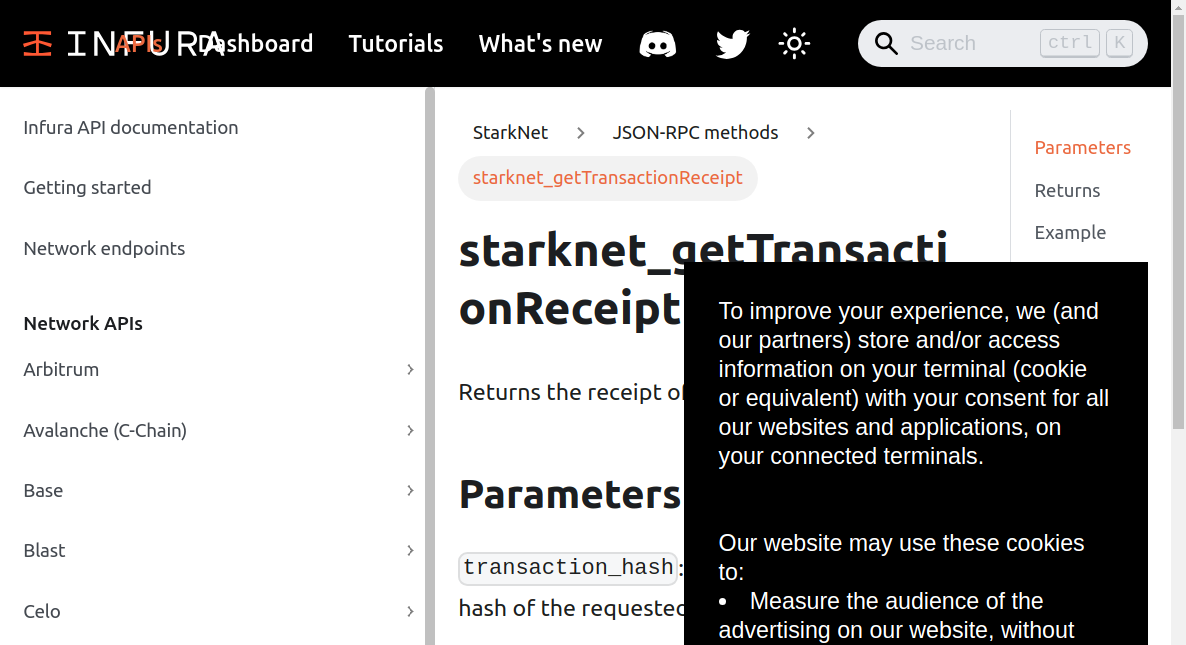 INFURA
APIs
Dashboard
Tutorials
What's new
Search
ctrl
K
Infura API documentation
Getting started
Network endpoints
Network APIs
Arbitrum
Avalanche (C-Chain)
Base
Blast
Celo
StarkNet
JSON-RPC methods
starknet_getTransactionReceipt
starknet_getTransacti
onReceipt
Returns the receipt of
Parameters
transaction_hash:
hash of the requested
Parameters
Returns
Example
To improve your experience, we (and
our partners) store and/or access
information on your terminal (cookie
or equivalent) with your consent for all
our websites and applications, on
your connected terminals.
Our website may use these cookies
to:
• Measure the audience of the
advertising on our website, without